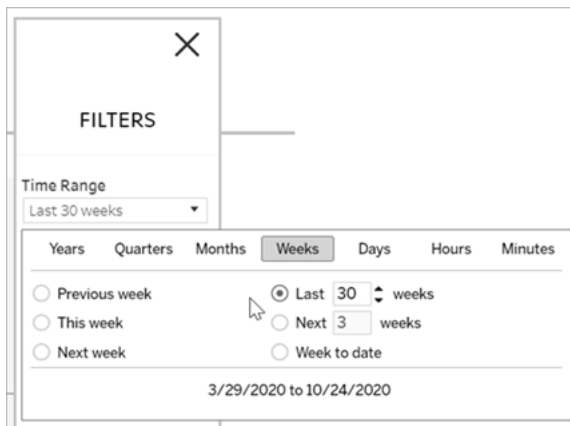 FILTERS
Time Range
Last 30 weeks
Years Quarters Months Weeks Days Hours Minutes
Previous week Last 30 weeks
This week Next 3 weeks
Next week Week to date
3/29/2020 to 10/24/2020